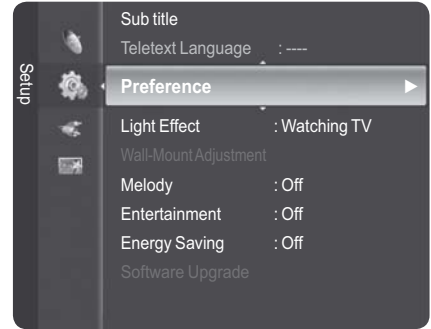 Setup
Sub title
Teletext Language : ----
Preference
Light Effect : Watching TV
Wall-Mount Adjustment
Melody : Off
Entertainment : Off
Energy Saving : Off
Software Upgrade